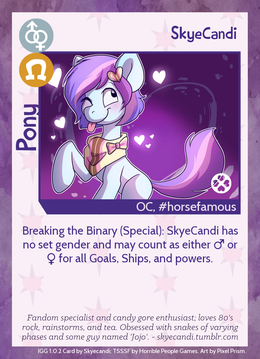 SkyeCandi
Pony
OC, #horsefamous
Breaking the Binary (Special): SkyeCandi has
no set gender and may count as either ♂ or
♀ for all Goals, Ships, and powers.
Fandom specialist and candy gore enthusiast; loves 80's
rock, rainstorms, and tea. Obsessed with snakes of varying
phases and some guy named 'Jojo'. - skyecandi.tumblr.com
IGG 1.0.2 Card by Skyecandi; TSSSF by Horrible People Games. Art by Pixel Prism.